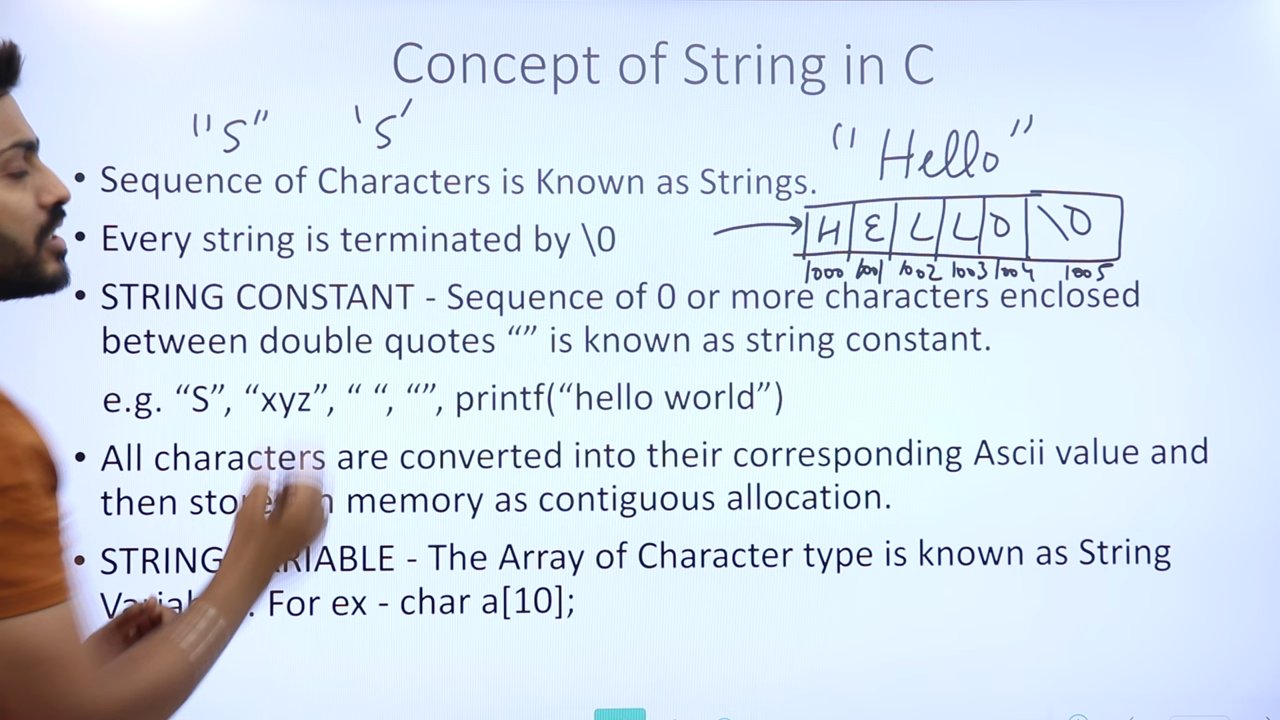 Concept of String in C
"S" 'S'
"Hello"
• Sequence of Characters is Known as Strings.
H E L L O \0
• Every string is terminated by \0
1000 1001 1002 1003 1004 1005
• STRING CONSTANT - Sequence of 0 or more characters enclosed
between double quotes “” is known as string constant.
e.g. “S”, “xyz”, “ “, “”, printf(“hello world”)
• All characters are converted into their corresponding Ascii value and
then memory as contiguous allocation.
• STRING - The Array of Character type is known as String
For ex - char a[10];